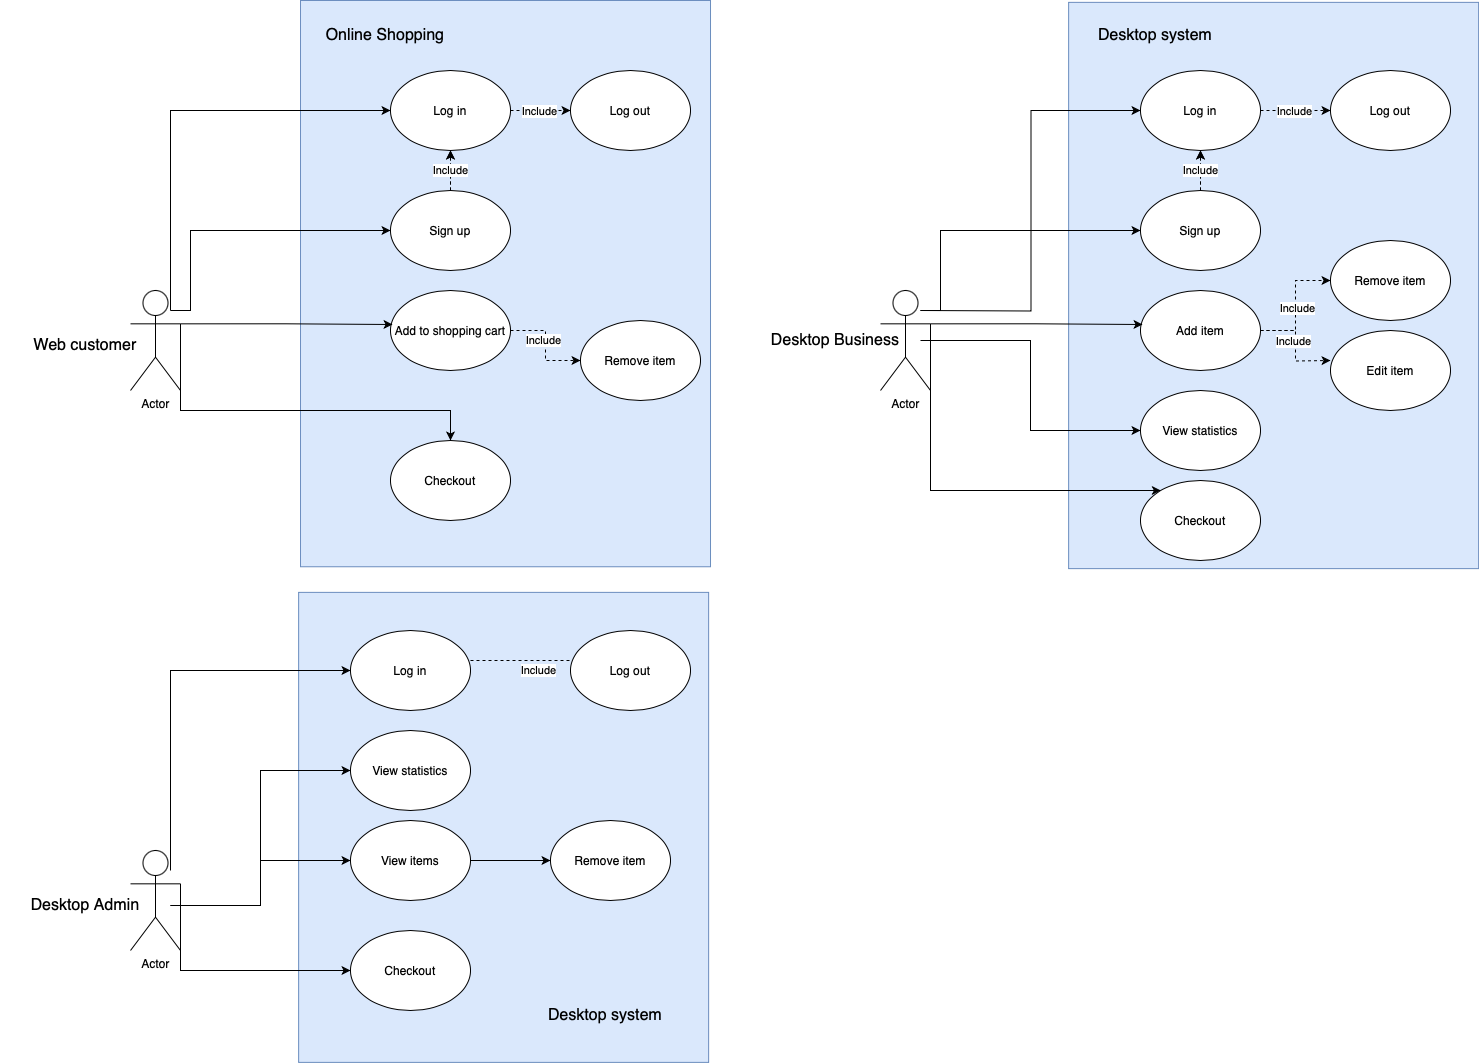 Online Shopping
Log in
Include
Log out
Include
Sign up
Web customer
Add to shopping cart
Include
Remove item
Actor
Checkout
Desktop system
Log in
Include
Log out
Include
Sign up
Remove item
Include
Desktop Business
Add item
Include
Edit item
Actor
View statistics
Checkout
Log in
Include
Log out
View statistics
View items
Remove item
Desktop Admin
Actor
Checkout
Desktop system